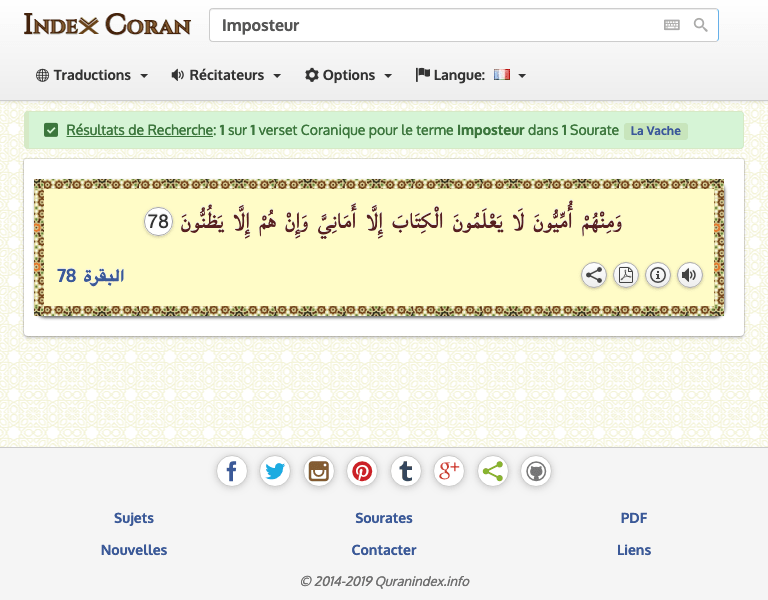 Index Coran
Imposteur
Traductions
Récitateurs
Options
Langue:
Résultats de Recherche: 1 sur 1 verset Coranique pour le terme Imposteur dans 1 Sourate La Vache
وَمِنْهُمْ أُمِّيُّونَ لَا يَعْلَمُونَ الْكِتَابَ إِلَّا أَمَانِيَّ وَإِنْ هُمْ إِلَّا يَظُنُّونَ 78
البقرة 78
Sujets
Sourates
PDF
Nouvelles
Contacter
Liens
© 2014-2019 Quranindex.info